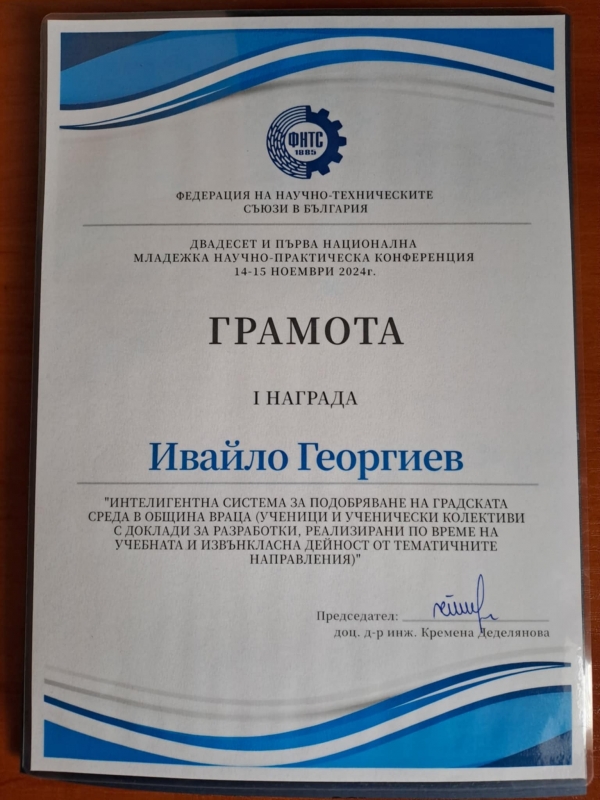 ФНТС
1885
ФЕДЕРАЦИЯ НА НАУЧНО-ТЕХНИЧЕСКИТЕ
СЪЮЗИ В БЪЛГАРИЯ
ДВАДЕСЕТ И ПЪРВА НАЦИОНАЛНА
МЛАДЕЖКА НАУЧНО-ПРАКТИЧЕСКА КОНФЕРЕНЦИЯ
14-15 НОЕМВРИ 2024г.
ГРАМОТА
I НАГРАДА
Ивайло Георгиев
"ИНТЕЛИГЕНТНА СИСТЕМА ЗА ПОДОБРЯВАНЕ НА ГРАДСКАТА
СРЕДА В ОБЩИНА ВРАЦА (УЧЕНИЦИ И УЧЕНИЧЕСКИ КОЛЕКТИВИ
С ДОКЛАДИ ЗА РАЗРАБОТКИ, РЕАЛИЗИРАНИ ПО ВРЕМЕ НА
УЧЕБНАТА И ИЗВЪНКЛАСНА ДЕЙНОСТ ОТ ТЕМАТИЧНИТЕ
НАПРАВЛЕНИЯ)"
Председател:
доц. д-р инж. Кремена Деделянова